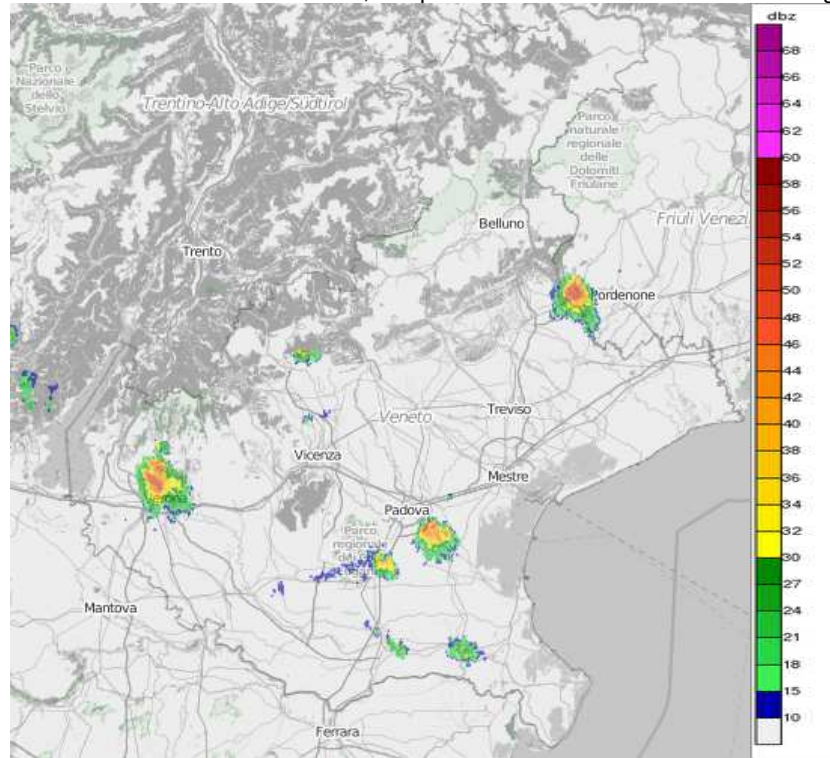 dbz
68
66
64
62
60
58
56
54
52
50
48
46
44
42
40
38
36
34
32
30
27
24
21
18
15
10
Parco
Nazionale
dello
Stelvio
Trentino-Alto Adige/Südtirol
Parco
naturale
regionale
delle
Dolomiti
Friulane
Belluno
Friuli Venezi
Trento
Pordenone
Veneto
Treviso
Vicenza
Mestre
Padova
Parco
regionale
Mantova
Ferrara